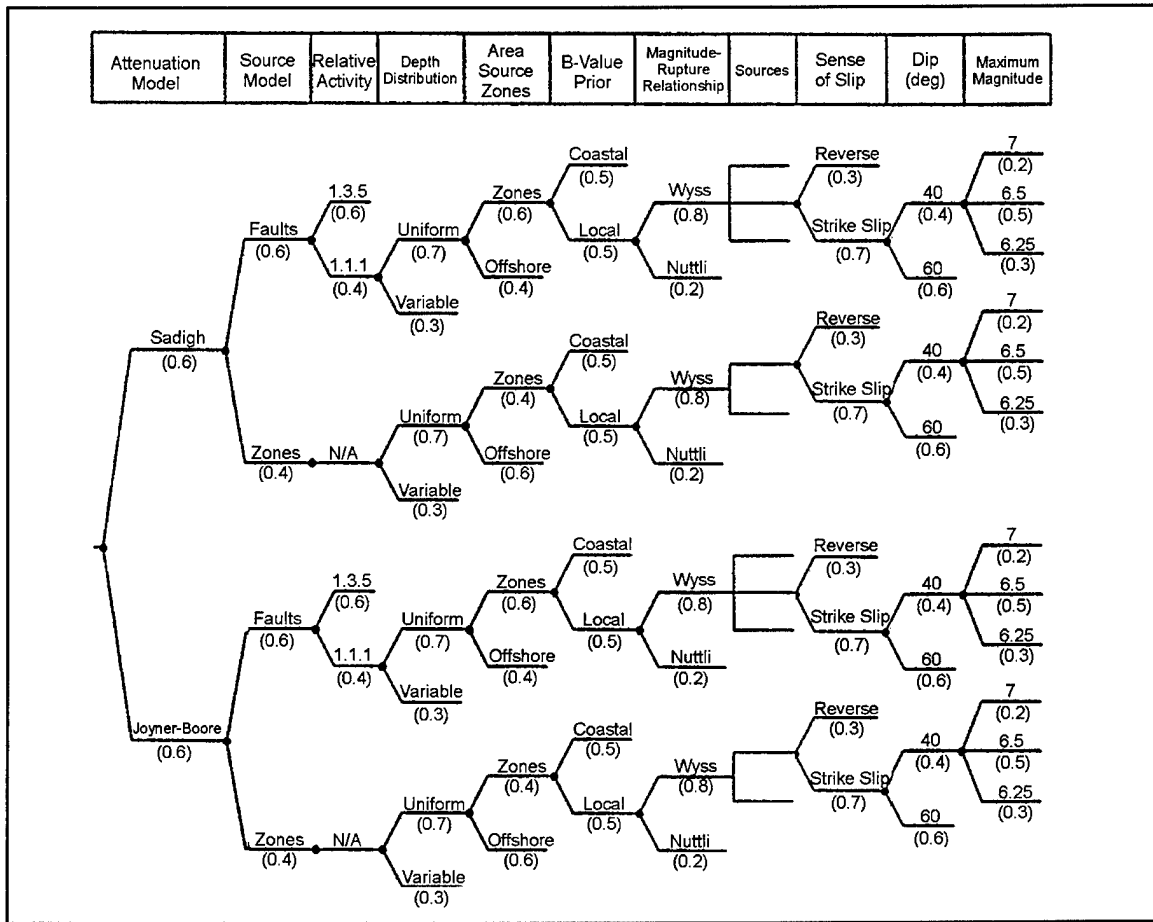 Attenuation Model
Source Model
Relative Activity
Depth Distribution
Area Source Zones
B-Value Prior
Magnitude-Rupture Relationship
Sources
Sense of Slip
Dip (deg)
Maximum Magnitude
Sadigh
(0.6)
Faults
(0.6)
1.3.5
(0.6)
1.1.1
(0.4)
Uniform
(0.7)
Variable
(0.3)
Zones
(0.6)
Offshore
(0.4)
Coastal
(0.5)
Local
(0.5)
Wyss
(0.8)
Nuttli
(0.2)
Reverse
(0.3)
Strike Slip
(0.7)
40
(0.4)
60
(0.6)
7
(0.2)
6.5
(0.5)
6.25
(0.3)
Zones
(0.4)
N/A
Uniform
(0.7)
Variable
(0.3)
Zones
(0.4)
Offshore
(0.6)
Coastal
(0.5)
Local
(0.5)
Wyss
(0.8)
Nuttli
(0.2)
Reverse
(0.3)
Strike Slip
(0.7)
40
(0.4)
60
(0.6)
7
(0.2)
6.5
(0.5)
6.25
(0.3)
Joyner-Boore
(0.6)
Faults
(0.6)
1.3.5
(0.6)
1.1.1
(0.4)
Uniform
(0.7)
Variable
(0.3)
Zones
(0.6)
Offshore
(0.4)
Coastal
(0.5)
Local
(0.5)
Wyss
(0.8)
Nuttli
(0.2)
Reverse
(0.3)
Strike Slip
(0.7)
40
(0.4)
60
(0.6)
7
(0.2)
6.5
(0.5)
6.25
(0.3)
Zones
(0.4)
N/A
Uniform
(0.7)
Variable
(0.3)
Zones
(0.4)
Offshore
(0.6)
Coastal
(0.5)
Local
(0.5)
Wyss
(0.8)
Nuttli
(0.2)
Reverse
(0.3)
Strike Slip
(0.7)
40
(0.4)
60
(0.6)
7
(0.2)
6.5
(0.5)
6.25
(0.3)